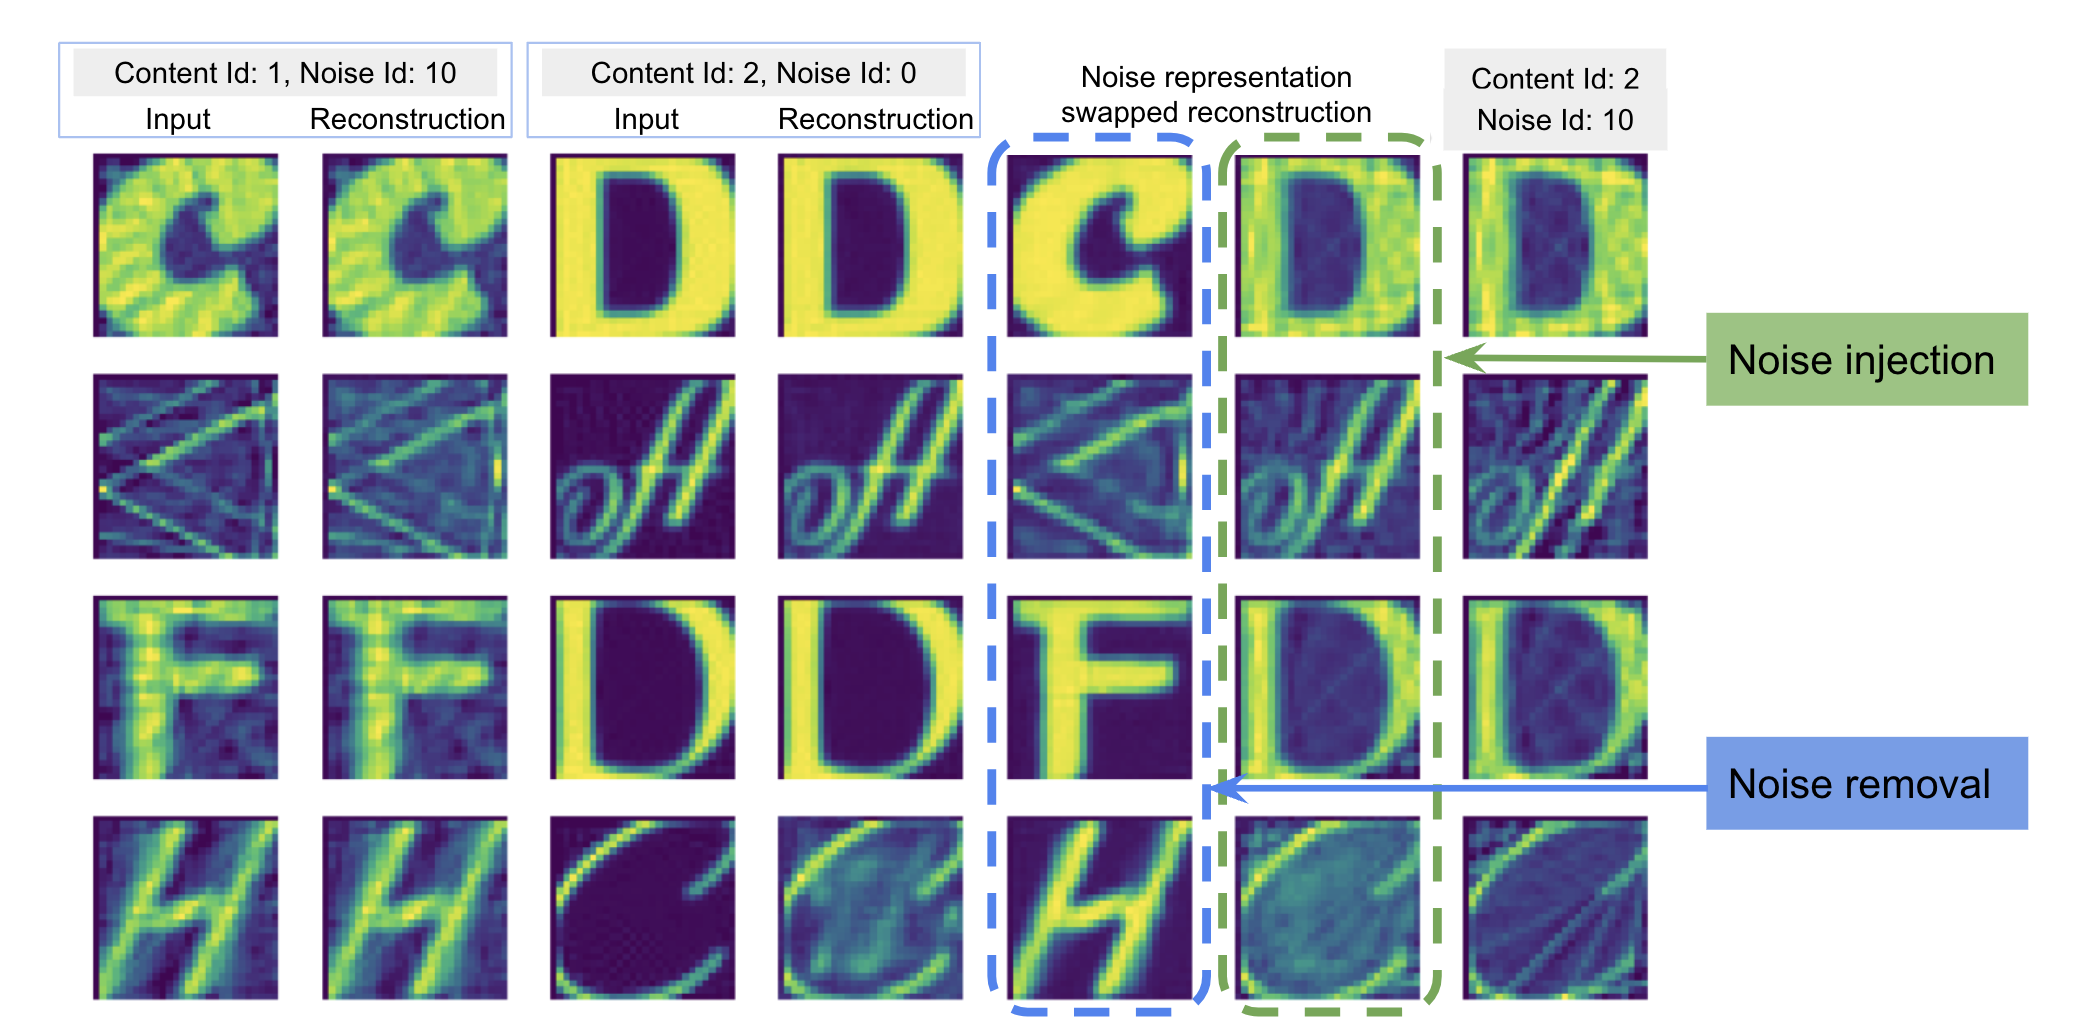 Content Id: 1, Noise Id: 10
Input
Reconstruction
Content Id: 2, Noise Id: 0
Input
Reconstruction
Noise representation
swapped reconstruction
Content Id: 2
Noise Id: 10
C
C
D
D
C
D
D
Noise injection
H
H
H
H
F
F
D
D
F
D
D
Noise removal
H
H
C
C
H
C
C